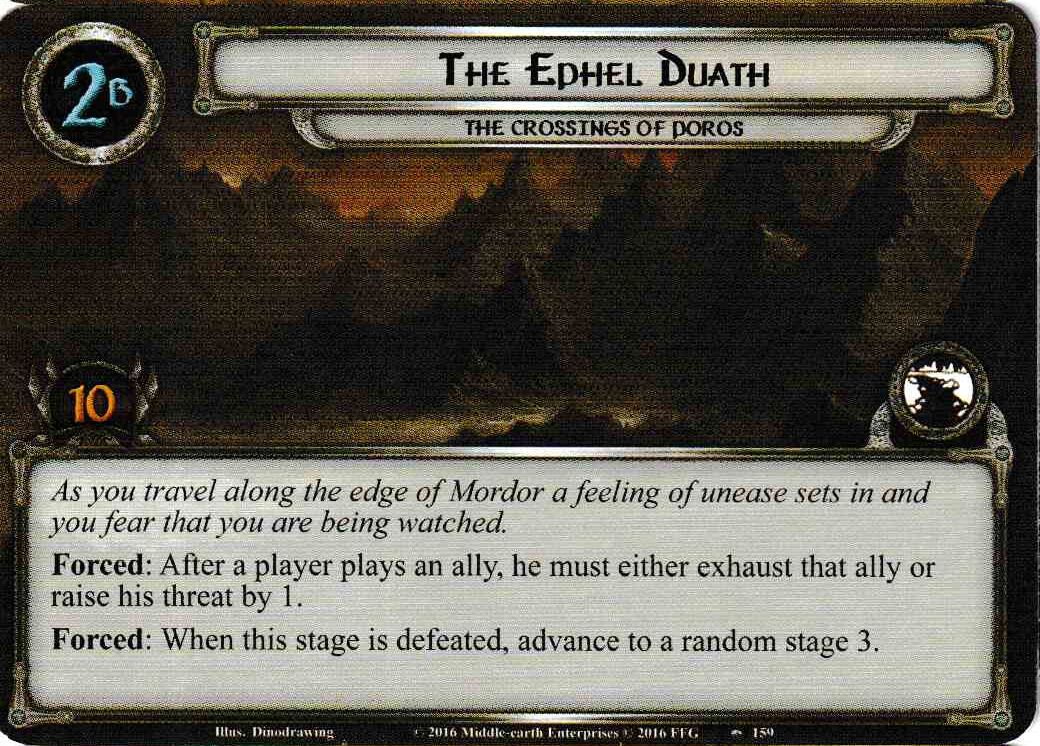 2B
THE EPHEL DUATH
THE CROSSINGS OF POROS
10
As you travel along the edge of Mordor a feeling of unease sets in and
you fear that you are being watched.
Forced: After a player plays an ally, he must either exhaust that ally or
raise his threat by 1.
Forced: When this stage is defeated, advance to a random stage 3.
Illus. Dinodrawing © 2016 Middle-earth Enterprises © 2016 FFG 159